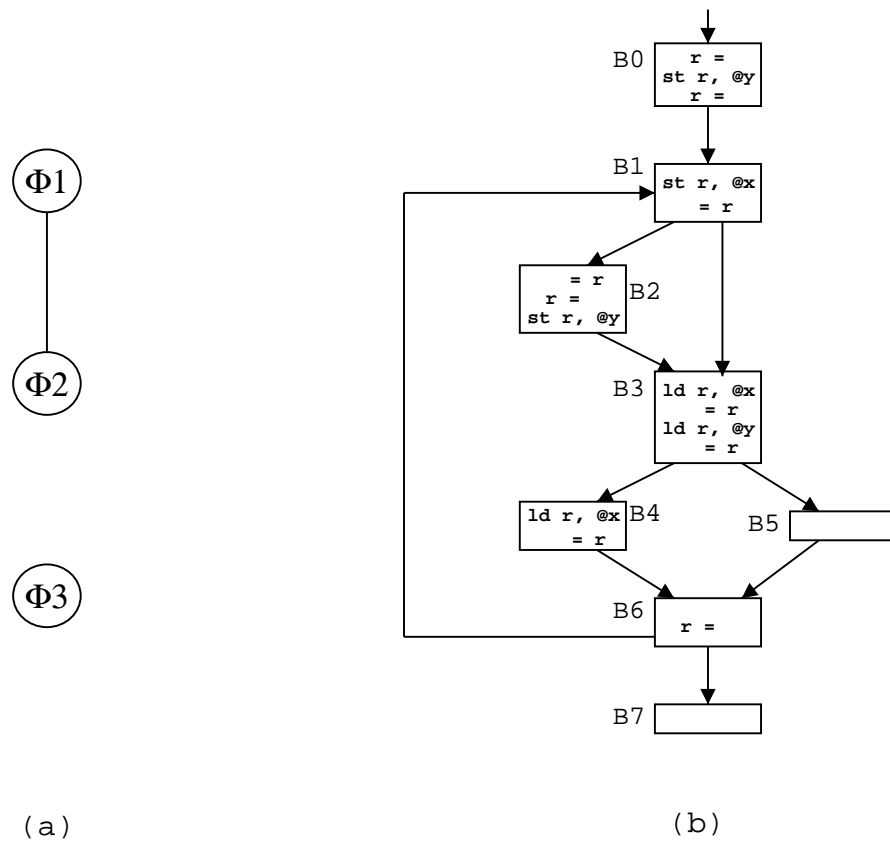 Φ1
Φ2
Φ3
(a)
B0
r =
st r, @y
r =
B1
st r, @x
= r
= r
r =
st r, @y
B2
B3
ld r, @x
= r
ld r, @y
= r
ld r, @x
= r
B4
B5
B6
r =
B7
(b)